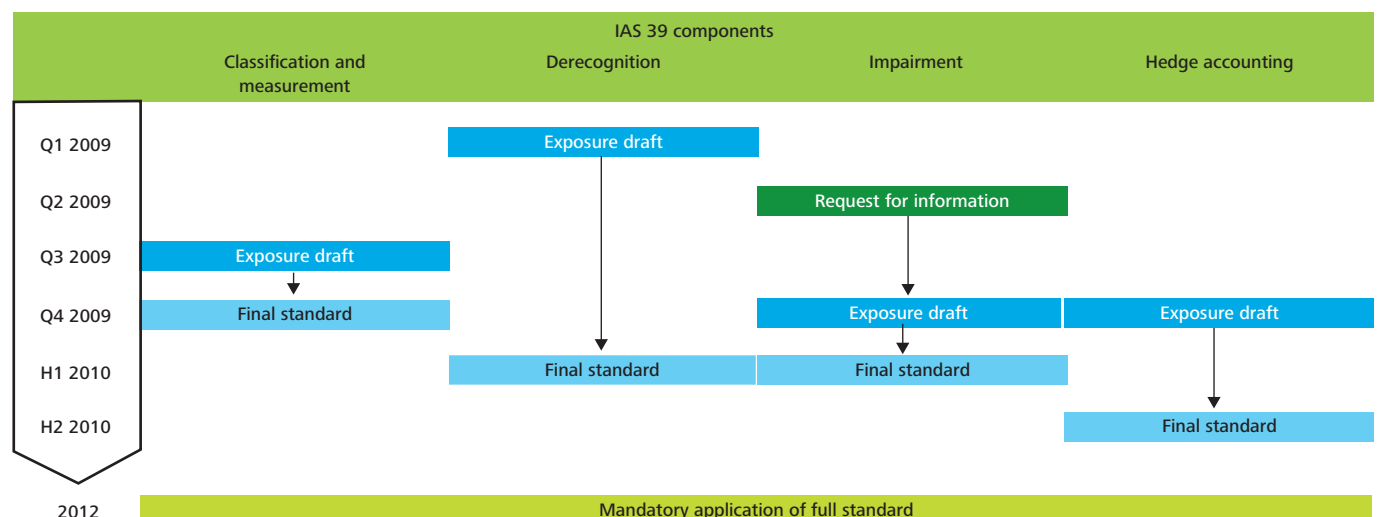 IAS 39 components
Classification and
measurement
Derecognition
Impairment
Hedge accounting
Q1 2009
Exposure draft
Q2 2009
Request for information
Q3 2009
Exposure draft
Q4 2009
Final standard
Exposure draft
Exposure draft
H1 2010
Final standard
Final standard
H2 2010
Final standard
2012
Mandatory application of full standard